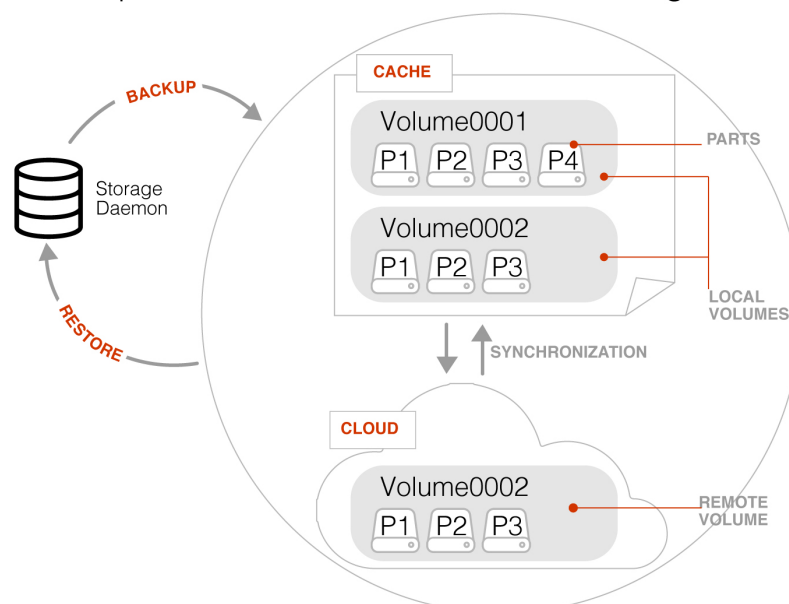 CACHE
BACKUP
Volume0001
P1 P2 P3 P4
PARTS
Storage
Daemon
Volume0002
P1 P2 P3
LOCAL
VOLUMES
RESTORE
SYNCHRONIZATION
CLOUD
Volume0002
P1 P2 P3
REMOTE
VOLUME